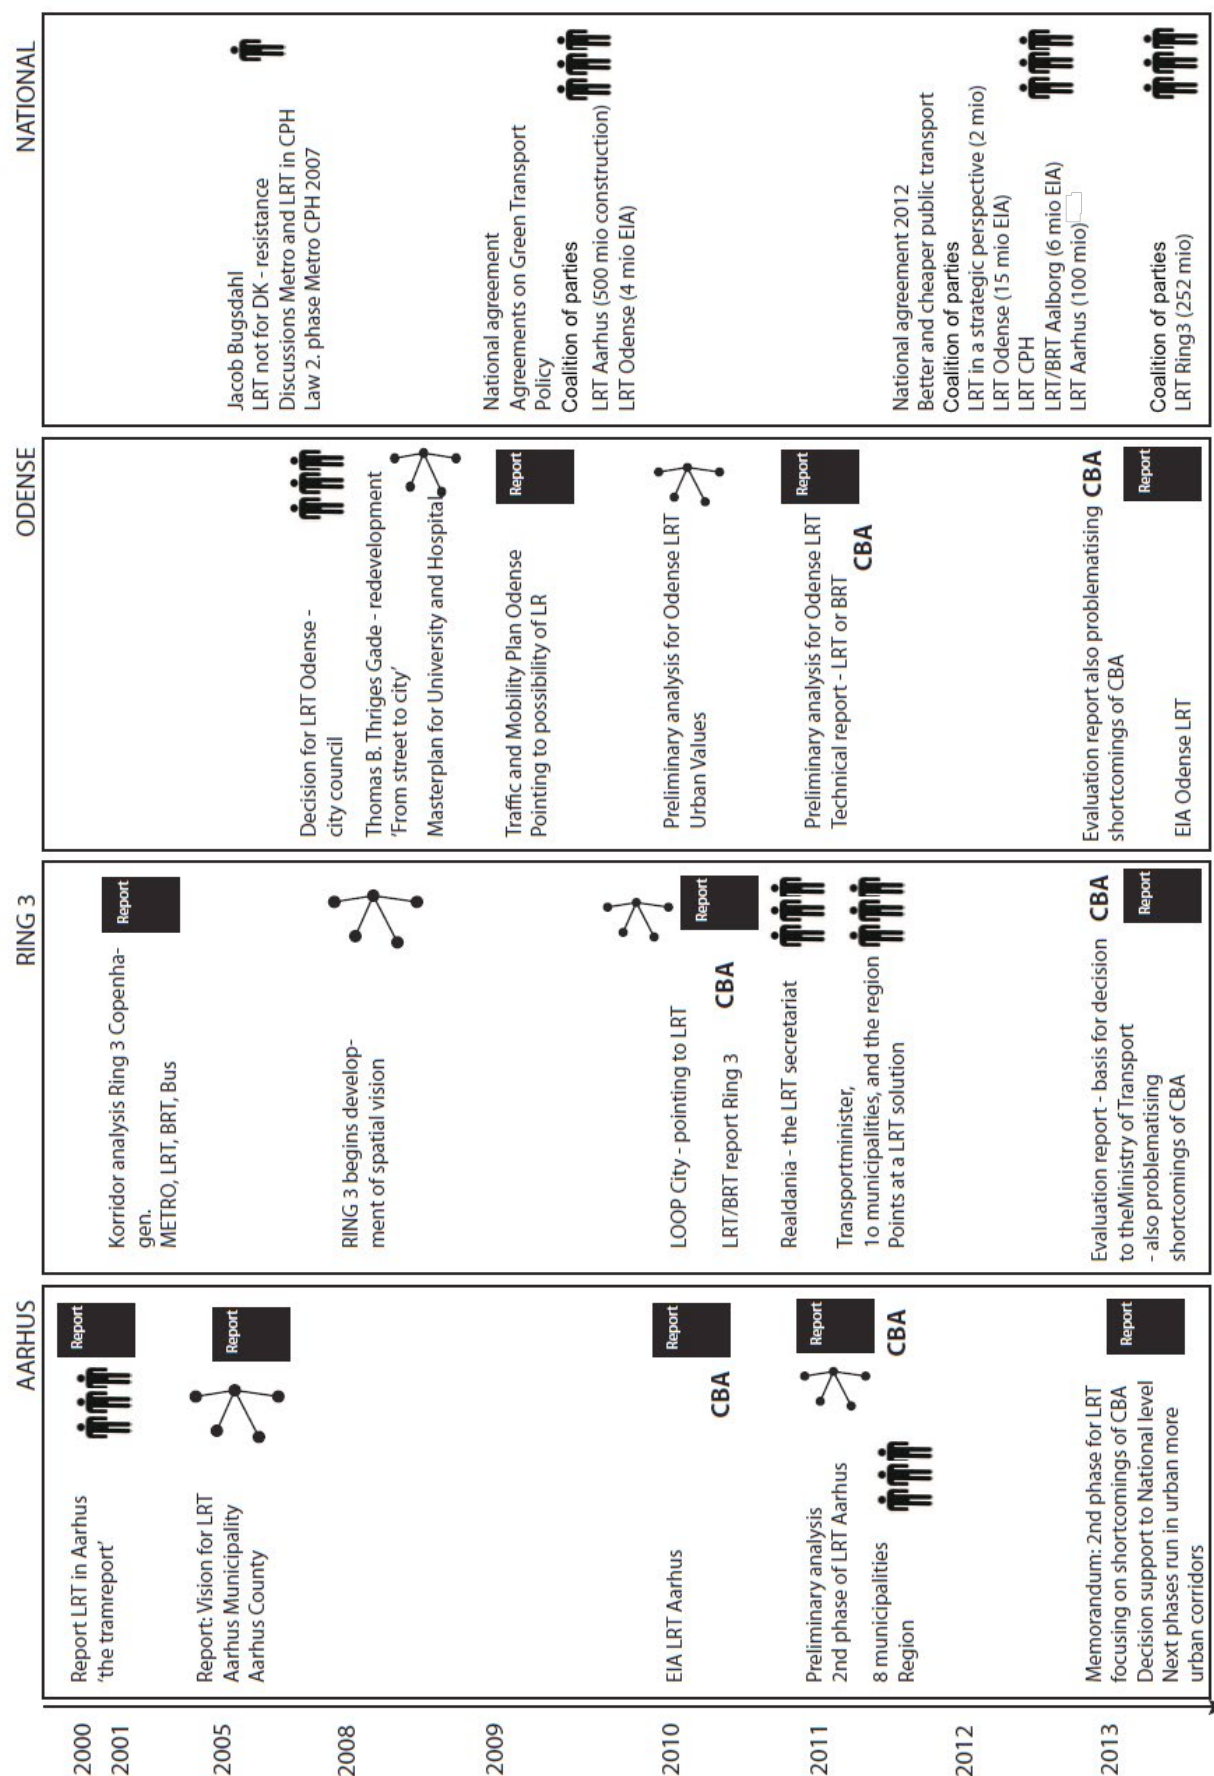 AARHUS
Report LRT in Aarhus
'the tramreport'
Report
Report: Vision for LRT
Aarhus Municipality
Aarhus County
Report
EIA LRT Aarhus
CBA
Report
Preliminary analysis
2nd phase of LRT Aarhus
Report
8 municipalities
Region
CBA
Memorandum: 2nd phase for LRT
focusing on shortcomings of CBA
Decision support to National level
Next phases run in urban more
urban corridors
Report
RING 3
Korridor analysis Ring 3 Copenha-
gen.
METRO, LRT, BRT, Bus
Report
RING 3 begins develop-
ment of spatial vision
LOOP City - pointing to LRT
LRT/BRT report Ring 3
CBA
Report
Realdania - the LRT secretariat
Transportminister,
1o municipalities, and the region
Points at a LRT solution
Evaluation report - basis for decision
to theMinistry of Transport
- also problematising
shortcomings of CBA
CBA
Report
ODENSE
Decision for LRT Odense -
city council
Thomas B. Thriges Gade - redevelopment
'From street to city'
Masterplan for University and Hospital
Traffic and Mobility Plan Odense
Pointing to possibility of LR
Report
Preliminary analysis for Odense LRT
Urban Values
Preliminary analysis for Odense LRT
Technical report - LRT or BRT
CBA
Report
Evaluation report also problematising
shortcomings of CBA
CBA
EIA Odense LRT
Report
NATIONAL
Jacob Bugsdahl
LRT not for DK - resistance
Discussions Metro and LRT in CPH
Law 2. phase Metro CPH 2007
National agreement
Agreements on Green Transport
Policy
Coalition of parties
LRT Aarhus (500 mio construction)
LRT Odense (4 mio EIA)
National agreement 2012
Better and cheaper public transport
Coalition of parties
LRT in a strategic perspective (2 mio)
LRT Odense (15 mio EIA)
LRT CPH
LRT/BRT Aalborg (6 mio EIA)
LRT Aarhus (100 mio)
Coalition of parties
LRT Ring3 (252 mio)
2000
2001
2005
2008
2009
2010
2011
2012
2013